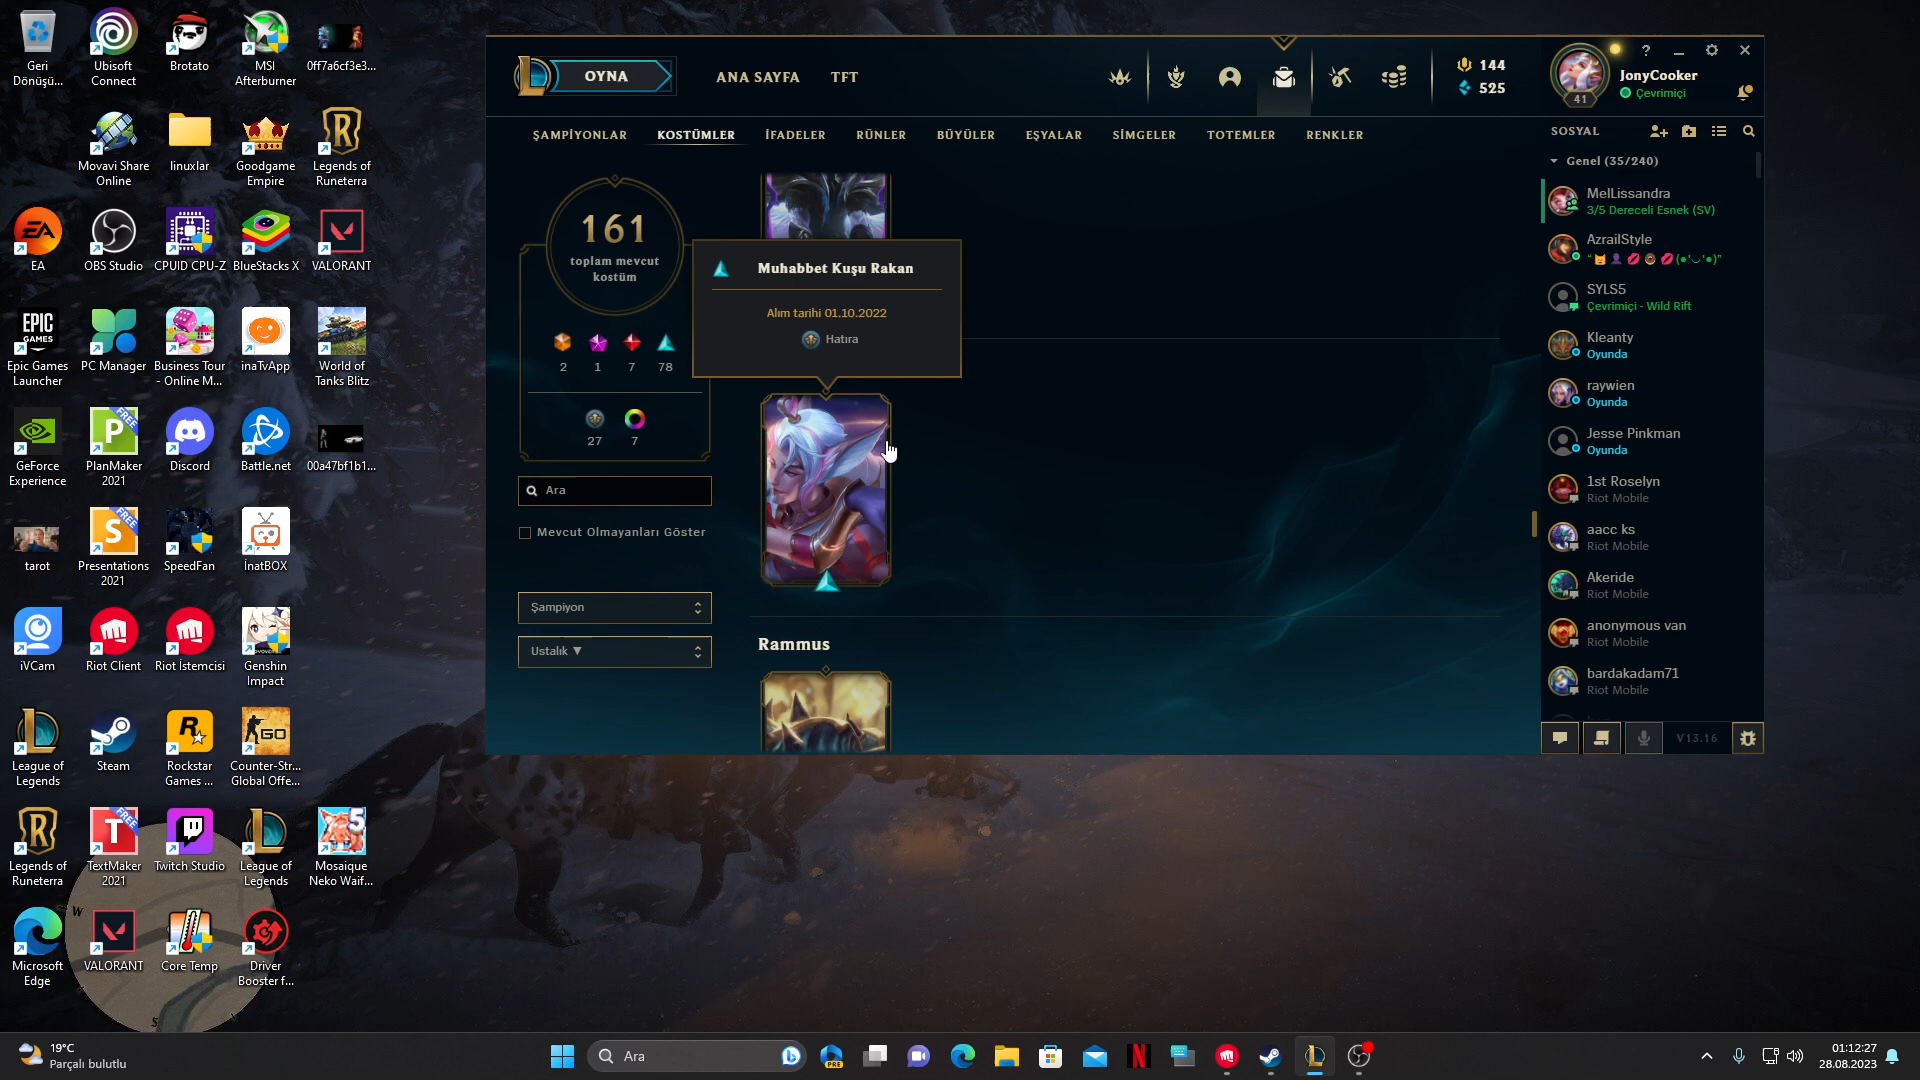 Geri
Dönüşü...
Ubisoft
Connect
Brotato
MSI
Afterburner
0ff7a6cf3e3...
Movavi Share
Online
linuxlar
Goodgame
Empire
Legends of
Runeterra
EA
OBS Studio
CPUID CPU-Z
BlueStacks X
VALORANT
Epic Games
Launcher
PC Manager
Business Tour
- Online M...
inaTvApp
World of
Tanks Blitz
GeForce
Experience
PlanMaker
2021
Discord
Battle.net
00a47bf1b1...
tarot
Presentations
2021
SpeedFan
InatBOX
iVCam
Riot Client
Riot İstemcisi
Genshin
Impact
League of
Legends
Steam
Rockstar
Games ...
Counter-Str...
Global Offe...
Legends of
Runeterra
TextMaker
2021
Twitch Studio
League of
Legends
Mosaique
Neko Waif...
Microsoft
Edge
VALORANT
Core Temp
Driver
Booster f...
OYNA
ANA SAYFA
TFT
144
525
41
JonyCooker
Çevrimiçi
ŞAMPİYONLAR
KOSTÜMLER
İFADELER
RÜNLER
BÜYÜLER
EŞYALAR
SİMGELER
TOTEMLER
RENKLER
161
toplam mevcut
kostüm
2
1
7
78
27
7
Ara
Mevcut Olmayanları Göster
Şampiyon
Ustalık ▼
Muhabbet Kuşu Rakan
Alım tarihi 01.10.2022
Hatıra
Rammus
SOSYAL
Genel (35/240)
MelLissandra
3/5 Dereceli Esnek (SV)
AzrailStyle
SYLS5
Çevrimiçi - Wild Rift
Kleanty
Oyunda
raywien
Oyunda
Jesse Pinkman
Oyunda
1st Roselyn
Riot Mobile
aacc ks
Riot Mobile
Akeride
Riot Mobile
anonymous van
Riot Mobile
bardakadam71
Riot Mobile
V13.16
19°C
Parçalı bulutlu
Ara
01:12:27
28.08.2023